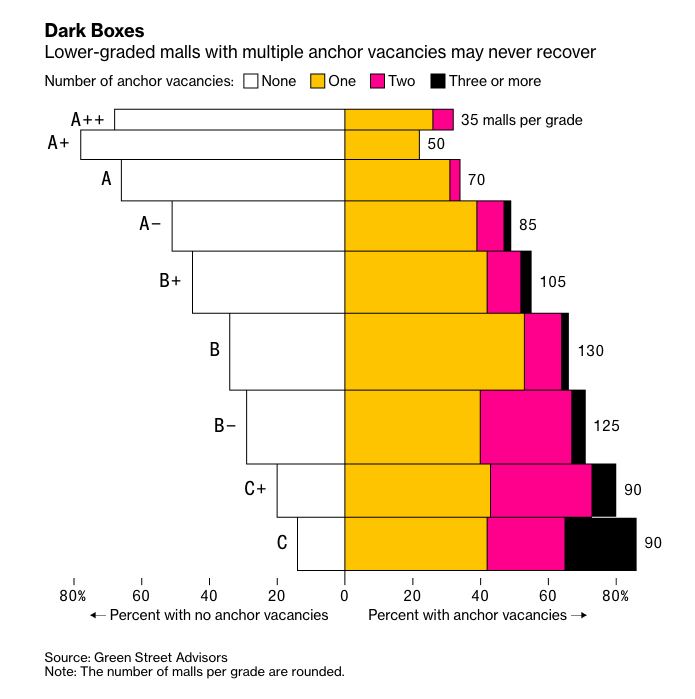 Dark Boxes
Lower-graded malls with multiple anchor vacancies may never recover
Number of anchor vacancies: None One Two Three or more
A++ 35 malls per grade
A+ 50
A 70
A− 85
B+ 105
B 130
B− 125
C+ 90
C 90
80% 60 40 20 0 20 40 60 80%
← Percent with no anchor vacancies Percent with anchor vacancies →
Source: Green Street Advisors
Note: The number of malls per grade are rounded.